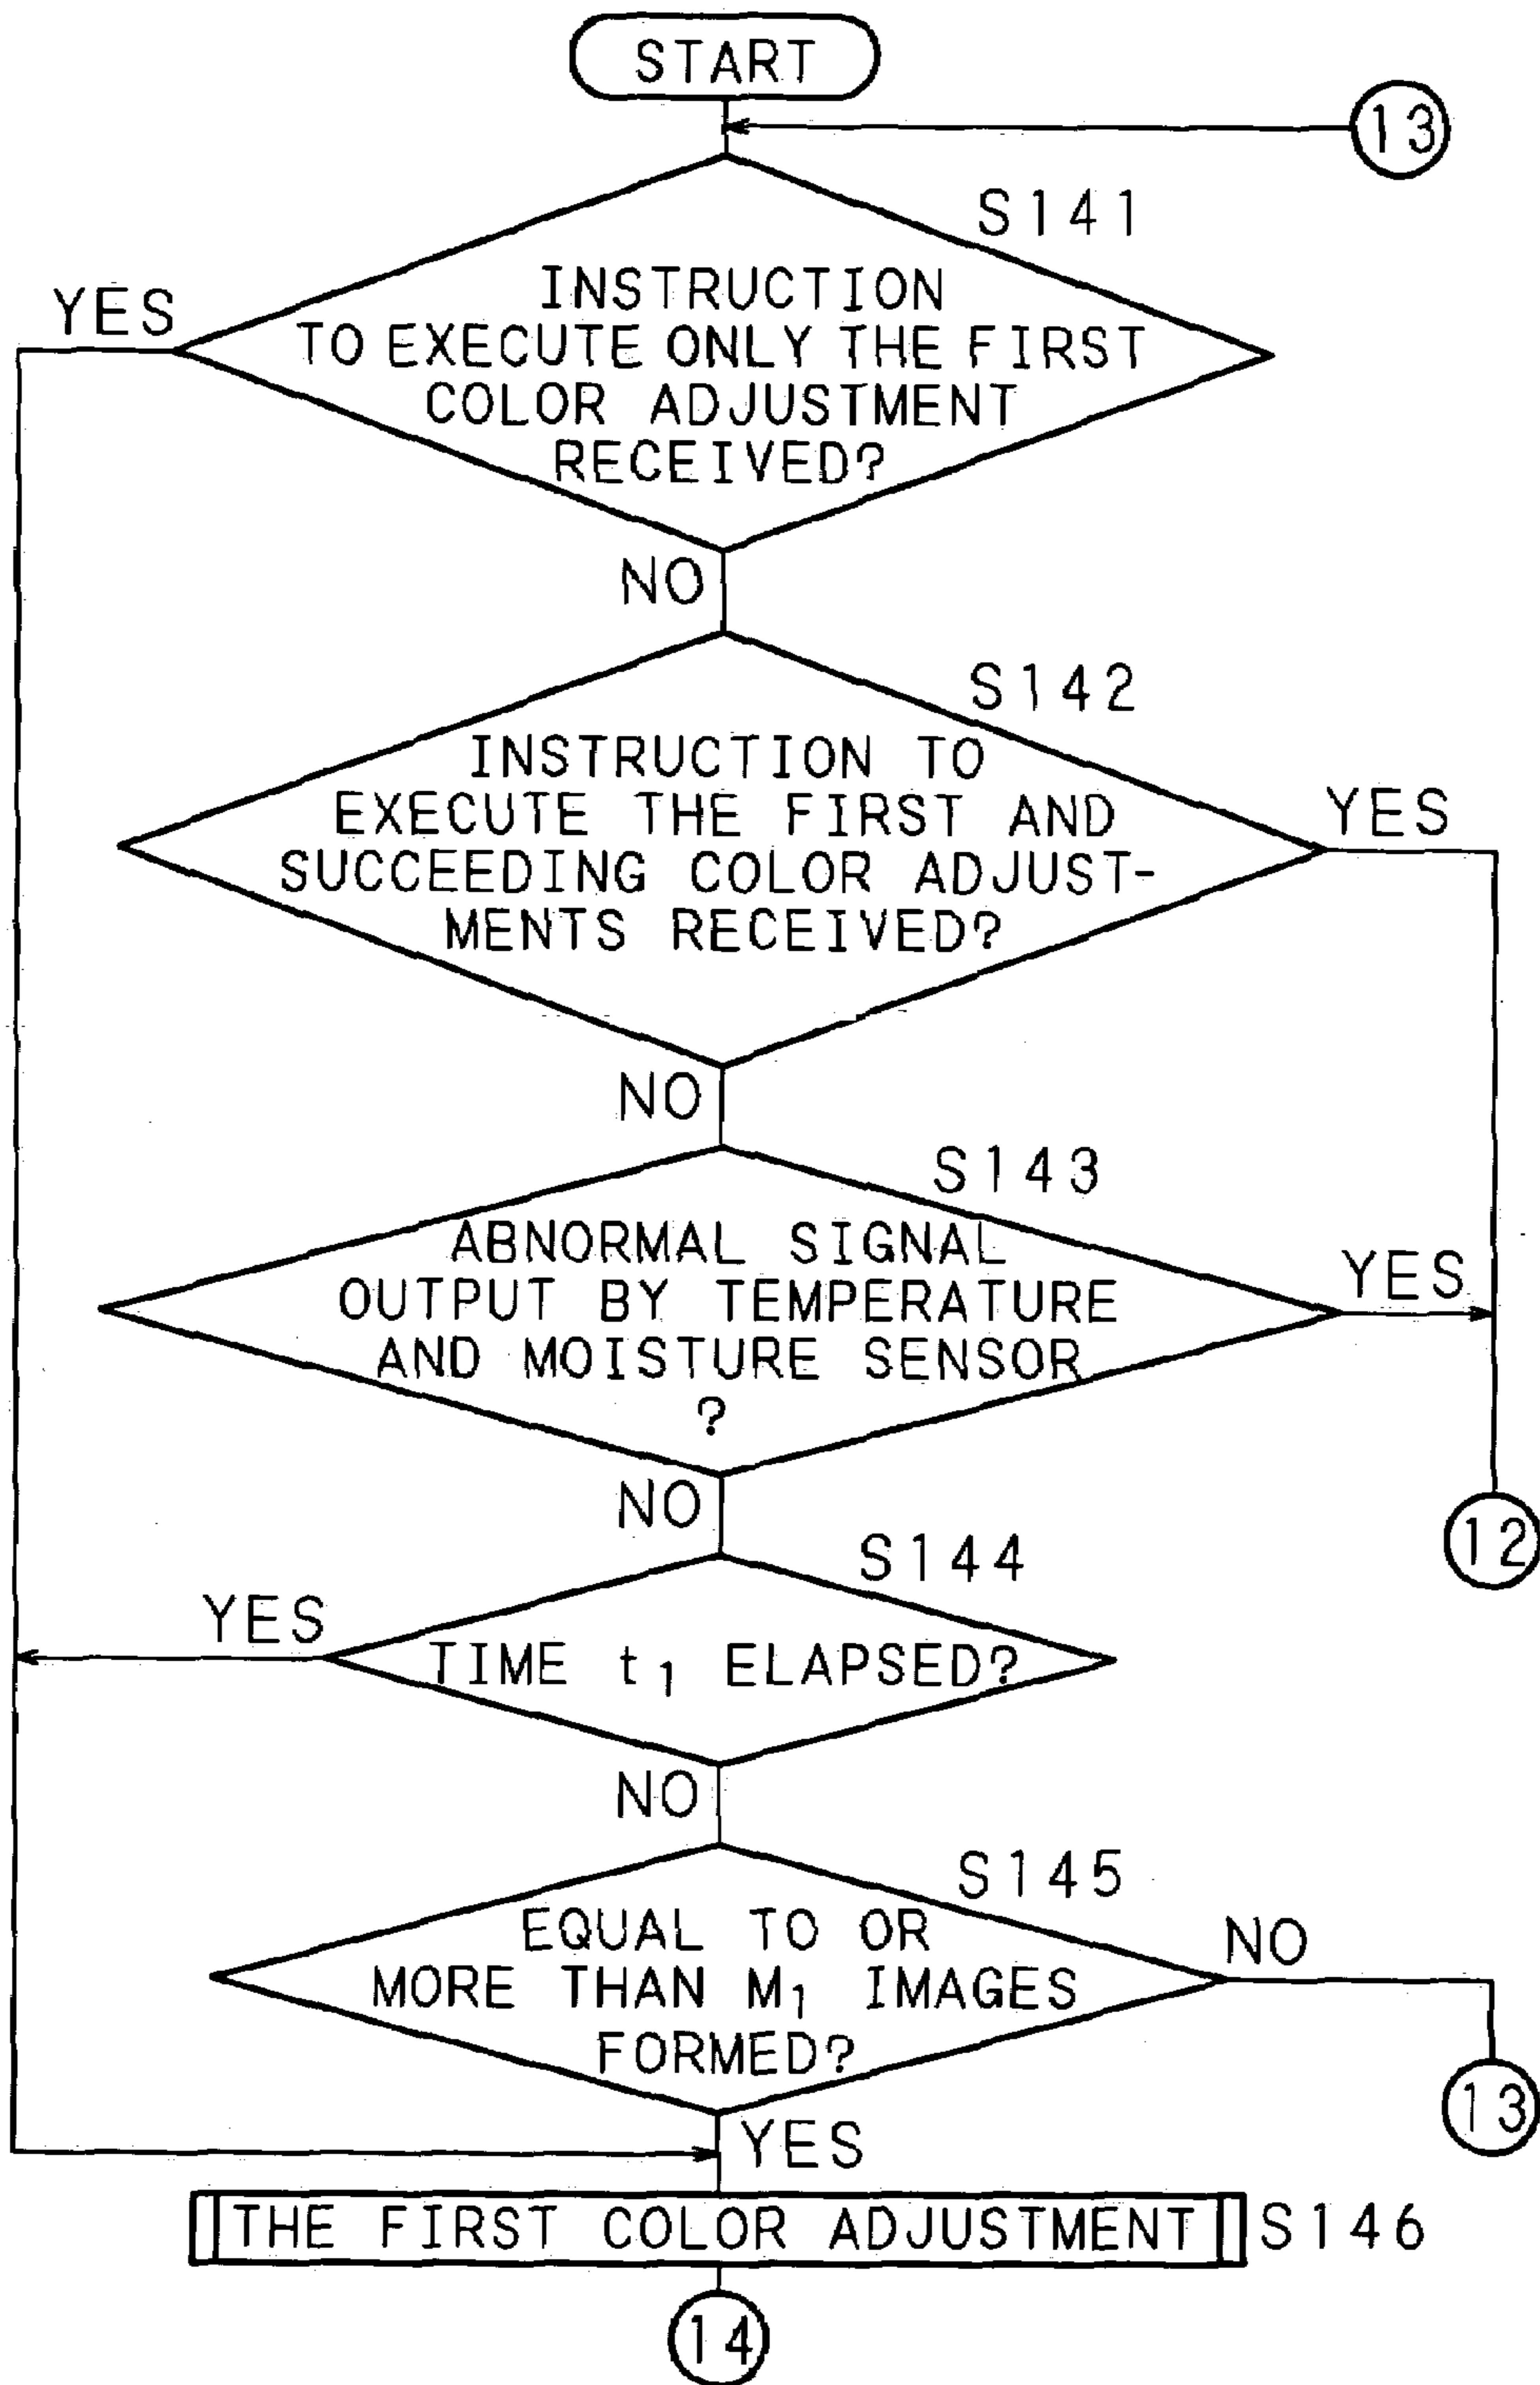 START
13
S141
YES
INSTRUCTION
TO EXECUTE ONLY THE FIRST
COLOR ADJUSTMENT
RECEIVED?
NO
S142
INSTRUCTION TO
EXECUTE THE FIRST AND
SUCCEEDING COLOR ADJUST-
MENTS RECEIVED?
YES
NO
S143
ABNORMAL SIGNAL
OUTPUT BY TEMPERATURE
AND MOISTURE SENSOR
?
YES
NO
12
S144
YES
TIME t₁ ELAPSED?
NO
S145
EQUAL TO OR
MORE THAN M₁ IMAGES
FORMED?
NO
13
YES
THE FIRST COLOR ADJUSTMENT
S146
14